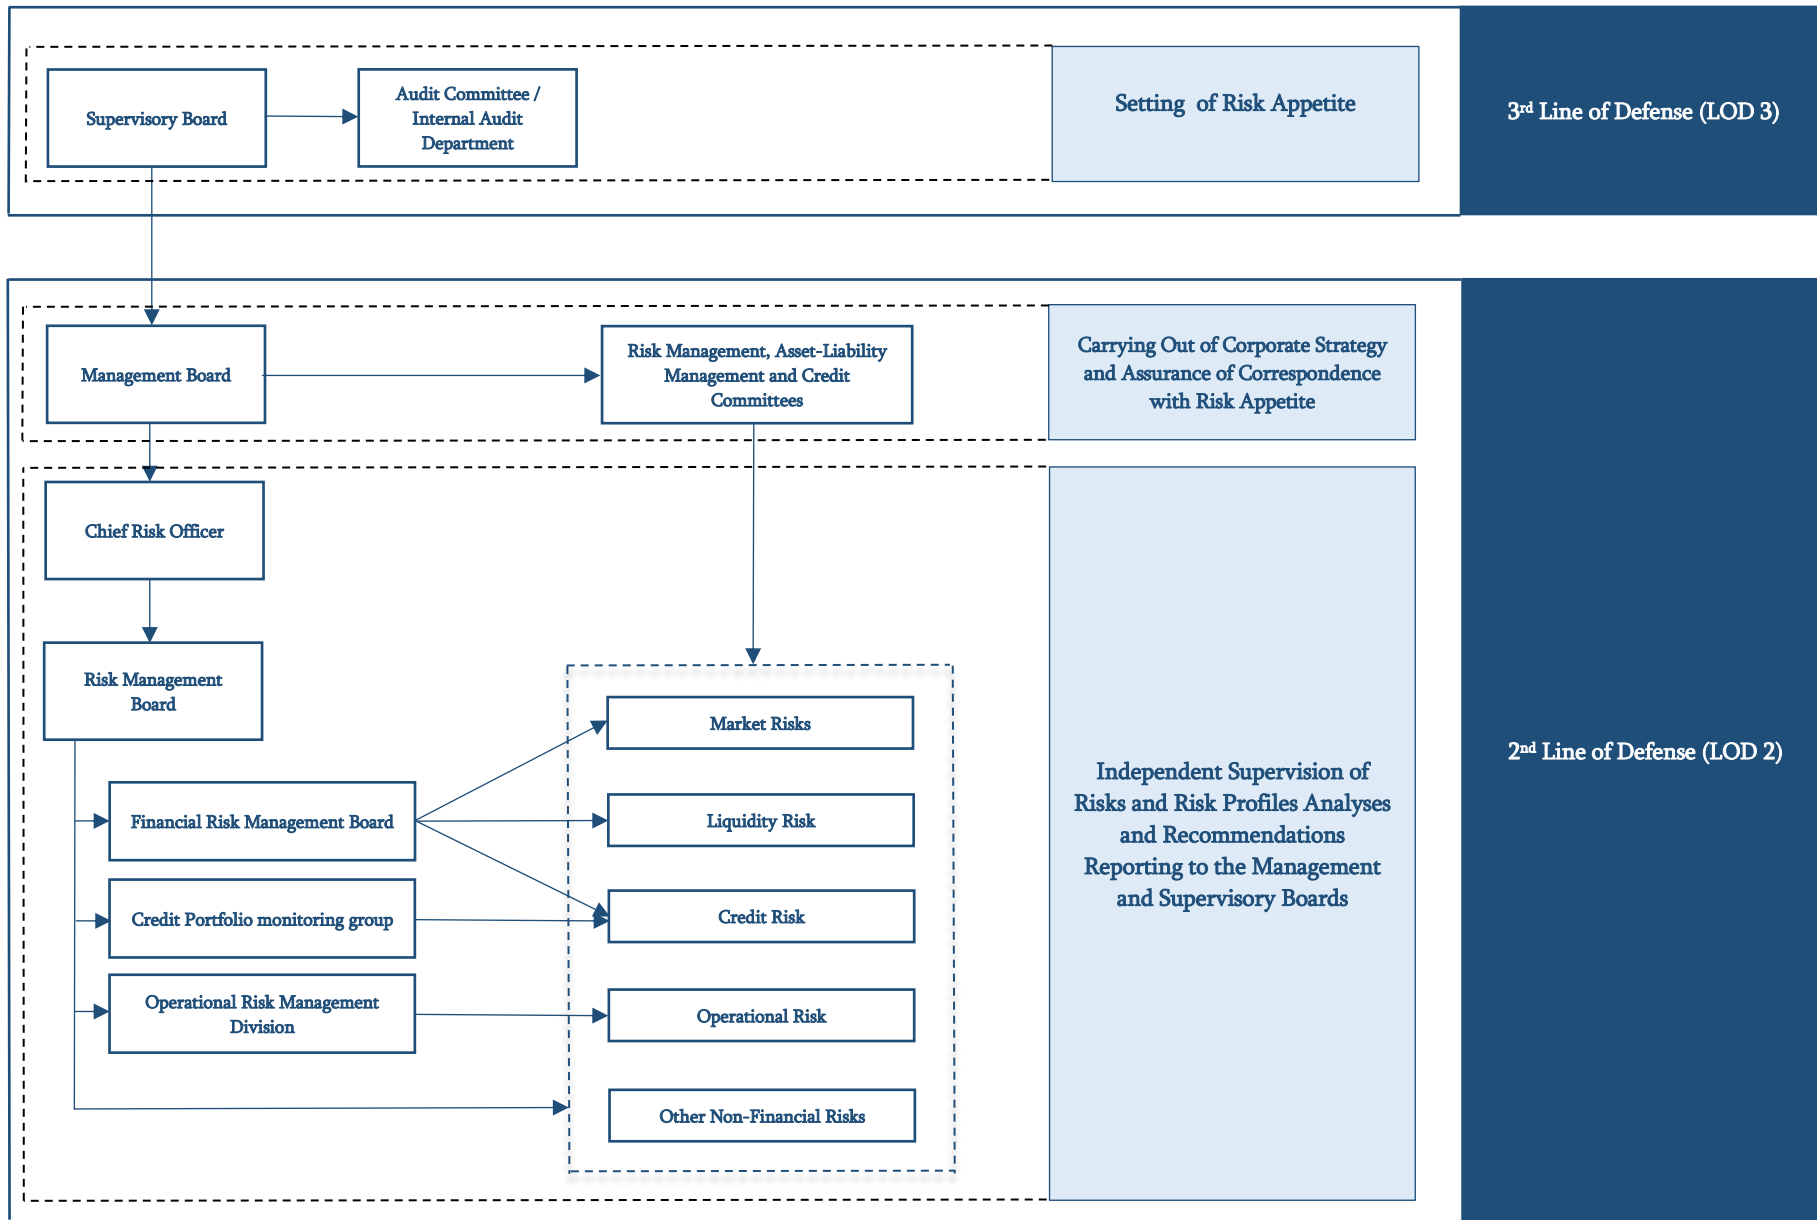 Supervisory Board
Audit Committee /
Internal Audit
Department
Setting of Risk Appetite
3rd Line of Defense (LOD 3)
Management Board
Risk Management, Asset-Liability
Management and Credit
Committees
Carrying Out of Corporate Strategy
and Assurance of Correspondence
with Risk Appetite
Chief Risk Officer
Risk Management
Board
Market Risks
Financial Risk Management Board
Liquidity Risk
Credit Portfolio monitoring group
Credit Risk
Operational Risk Management
Division
Operational Risk
Other Non-Financial Risks
Independent Supervision of
Risks and Risk Profiles Analyses
and Recommendations
Reporting to the Management
and Supervisory Boards
2nd Line of Defense (LOD 2)